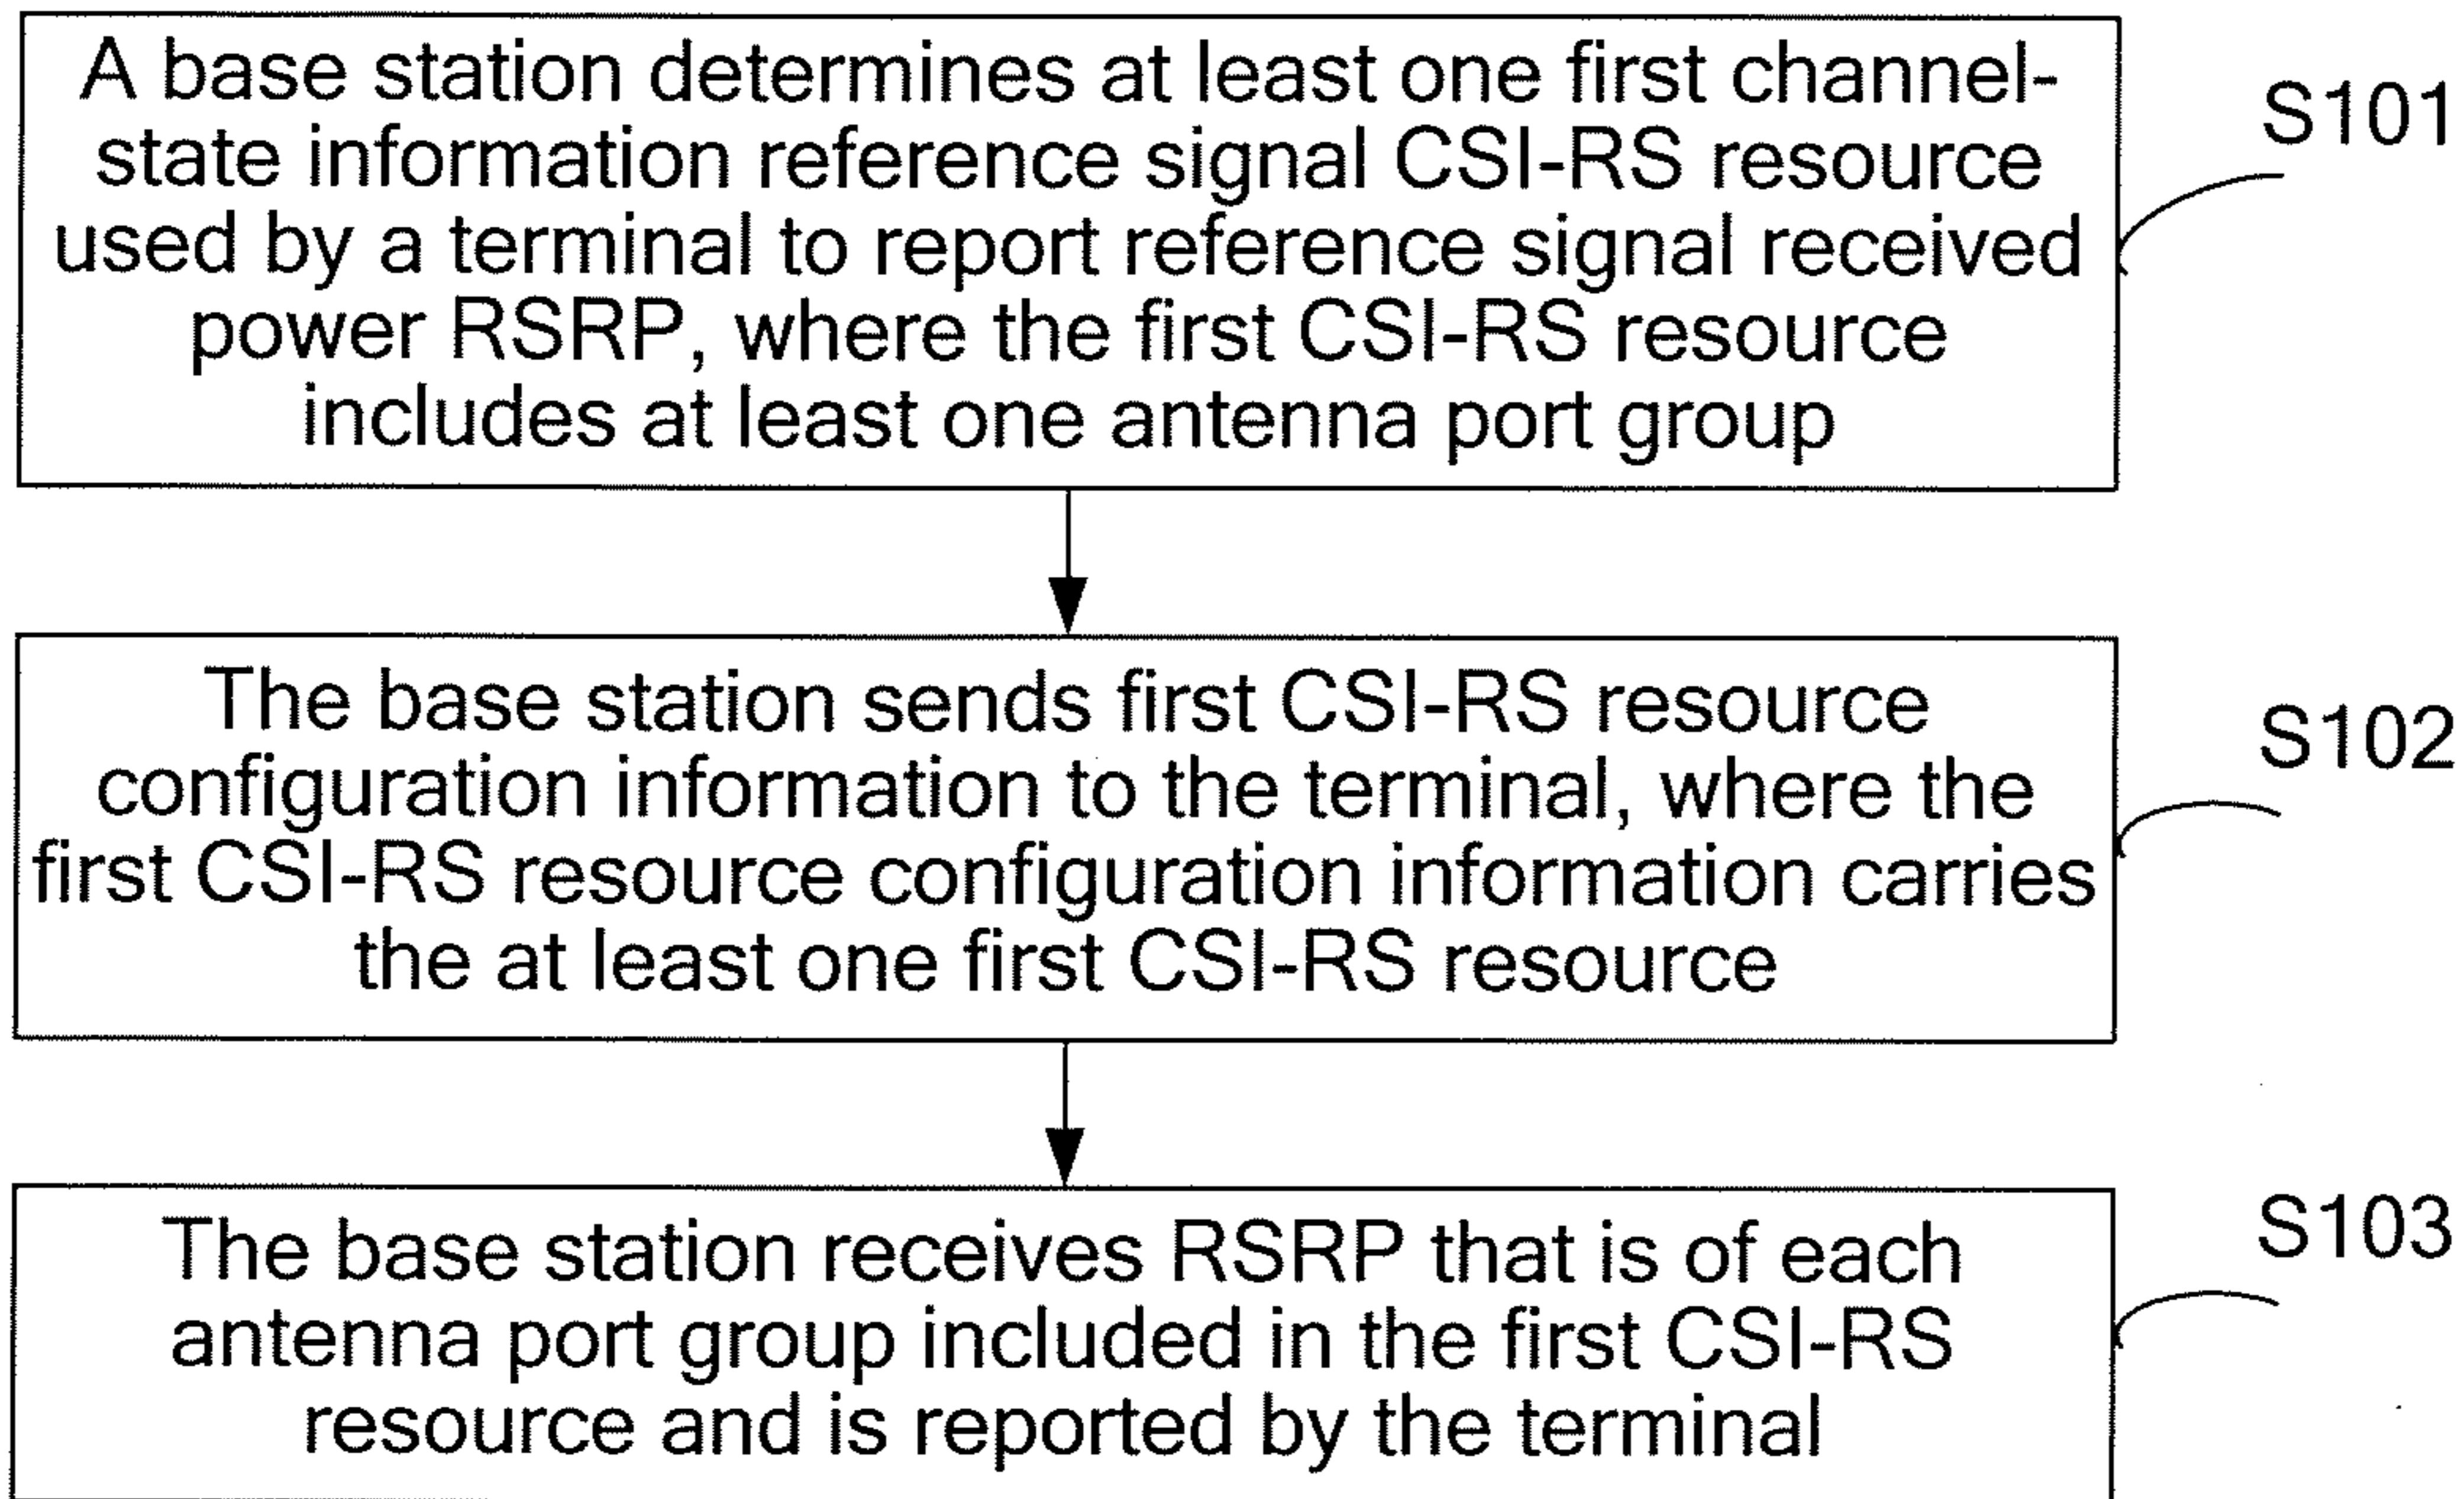 A base station determines at least one first channel-
state information reference signal CSI-RS resource
used by a terminal to report reference signal received
power RSRP, where the first CSI-RS resource
includes at least one antenna port group
S101
The base station sends first CSI-RS resource
configuration information to the terminal, where the
first CSI-RS resource configuration information carries
the at least one first CSI-RS resource
S102
The base station receives RSRP that is of each
antenna port group included in the first CSI-RS
resource and is reported by the terminal
S103